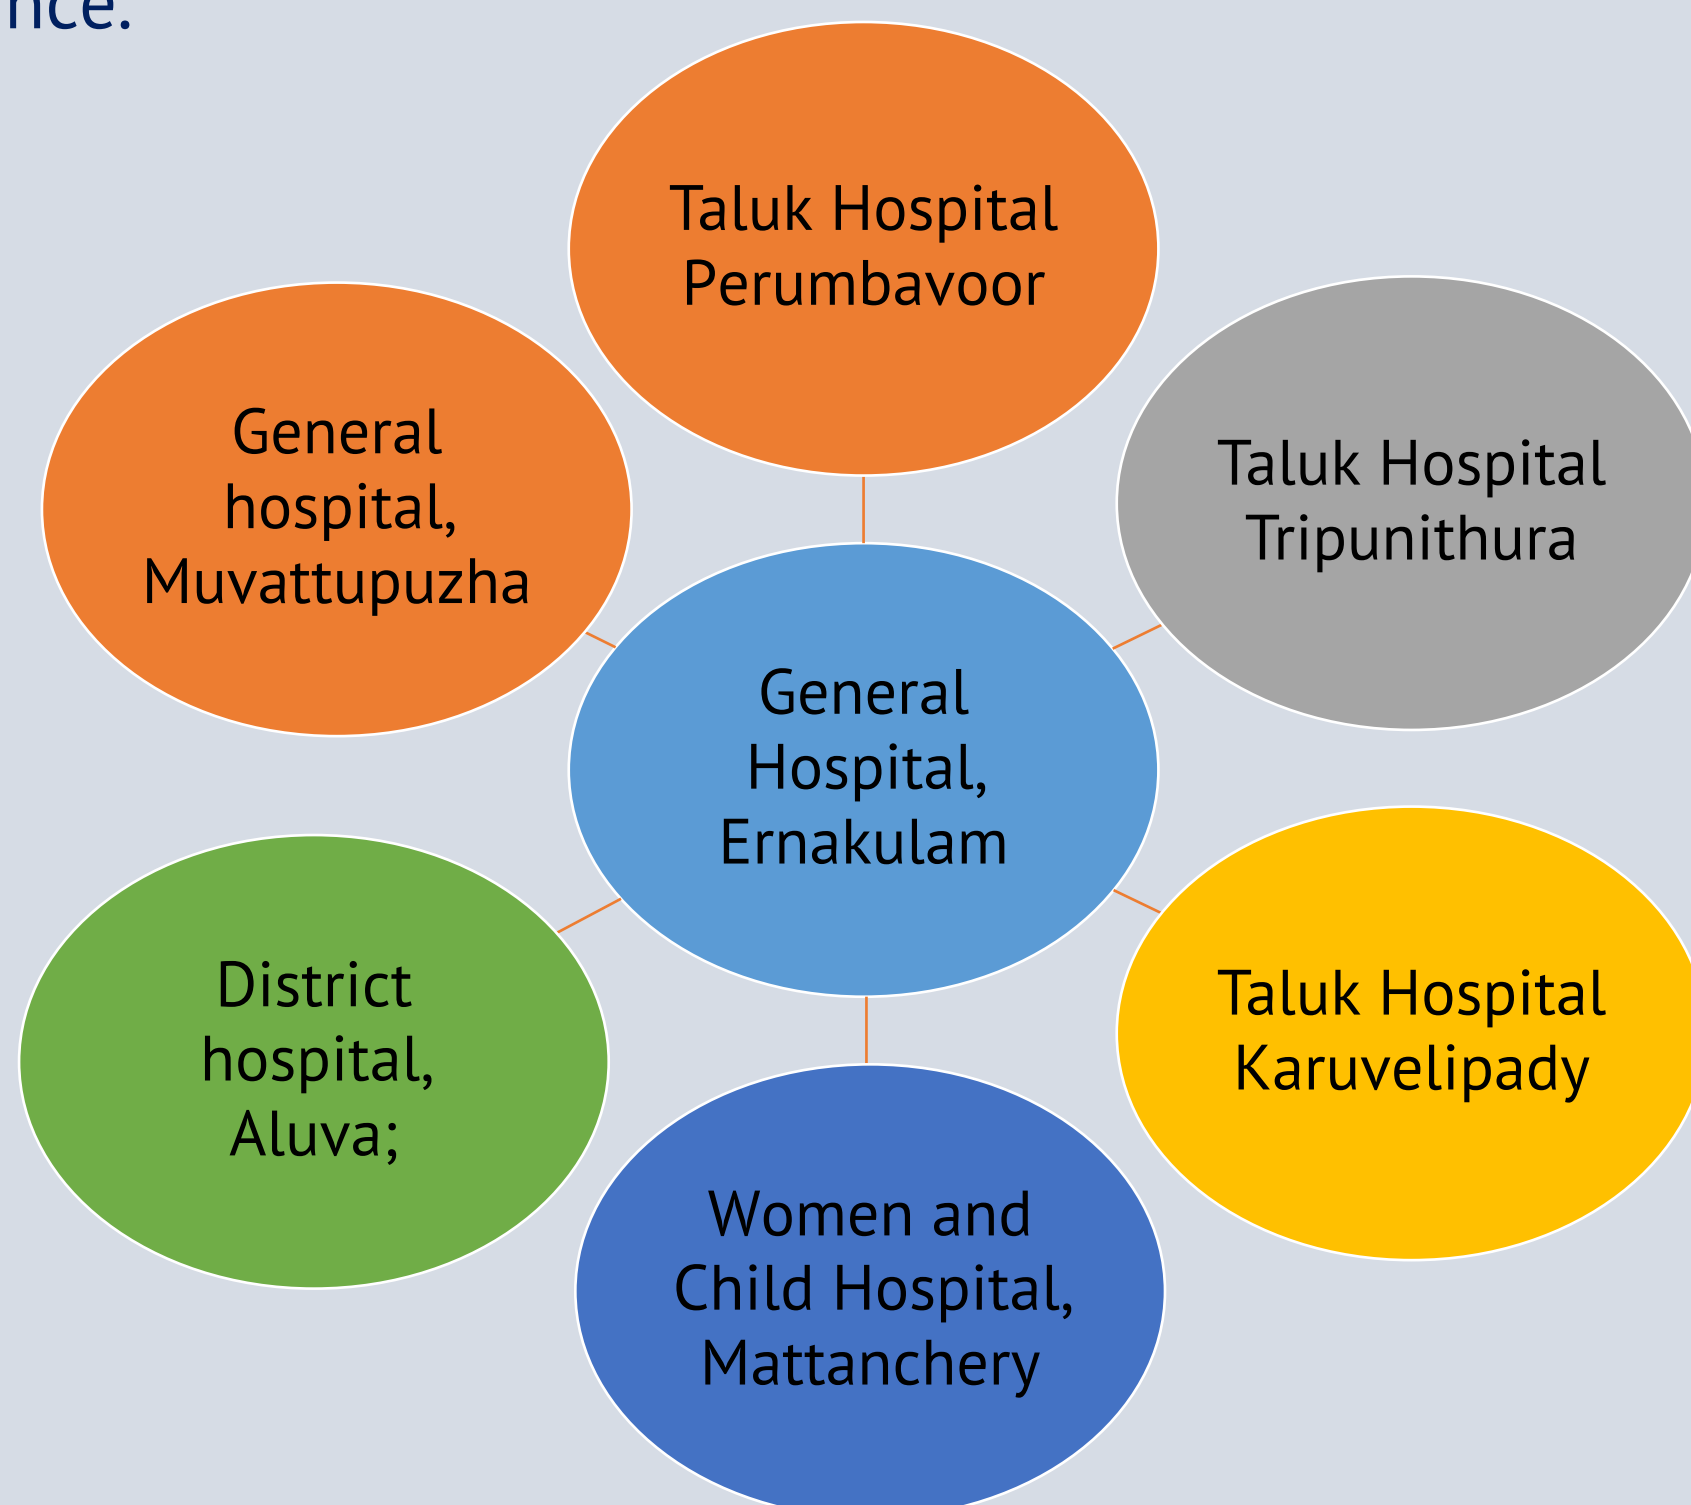 nce.
Taluk Hospital
Perumbavoor
General
hospital,
Muvattupuzha
Taluk Hospital
Tripunithura
General
Hospital,
Ernakulam
District
hospital,
Aluva;
Taluk Hospital
Karuvelipady
Women and
Child Hospital,
Mattanchery